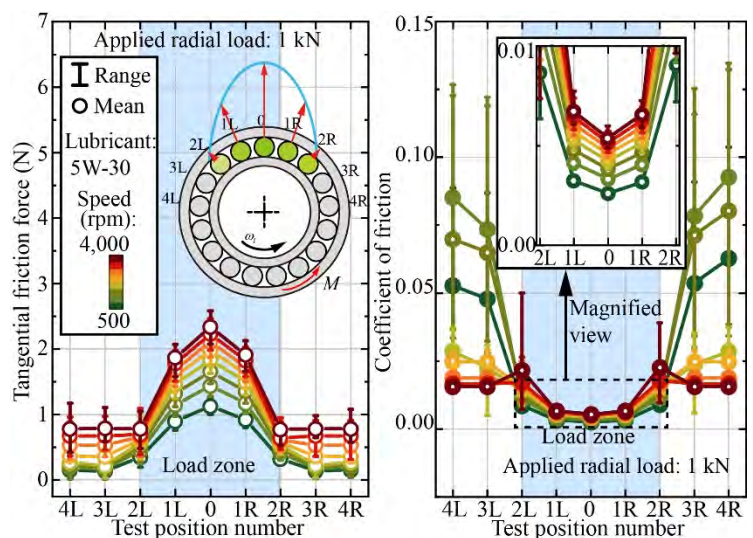 Tangential friction force (N)
7
6
5
4
3
2
1
0
Applied radial load: 1 kN
Range
Mean
Lubricant:
5W-30
Speed
(rpm):
4,000
500
0
1L
1R
2L
2R
3L
3R
4L
4R
ωi
M
Load zone
4L 3L 2L 1L 0 1R 2R 3R 4R
Test position number
Coefficient of friction
0.15
0.10
0.05
0.00
0.01
0.00
2L 1L 0 1R 2R
Magnified
view
Load zone
Applied radial load: 1 kN
4L 3L 2L 1L 0 1R 2R 3R 4R
Test position number